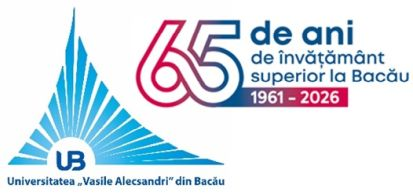 65 de ani
de învățământ
superior la Bacău
1961 - 2026
UB
Universitatea „Vasile Alecsandri” din Bacău